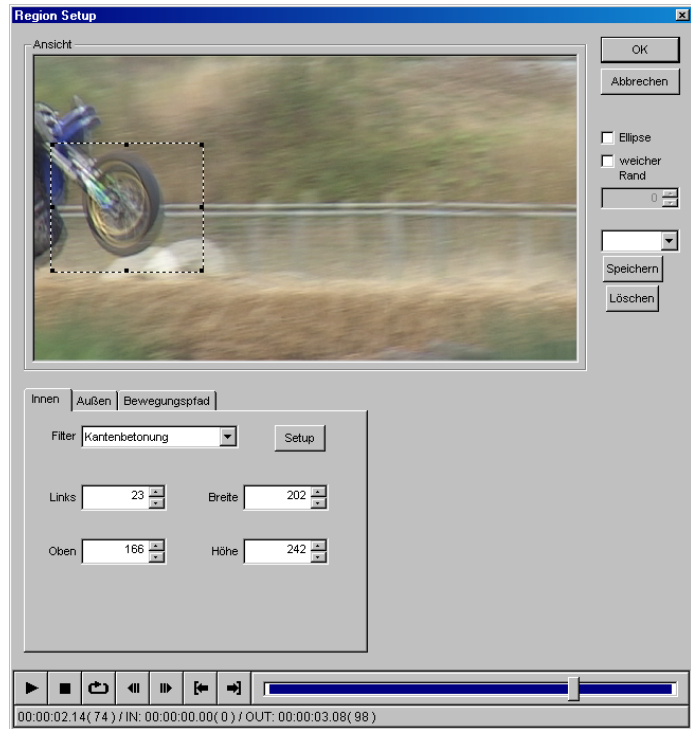 Region Setup
Ansicht
OK
Abbrechen
Ellipse
weicher
Rand
0
Speichern
Löschen
Innen Außen Bewegungspfad
Filter Kantenbetonung Setup
Links 23 Breite 202
Oben 166 Höhe 242
00:00:02.14( 74 ) / IN: 00:00:00.00( 0 ) / OUT: 00:00:03.08( 98 )